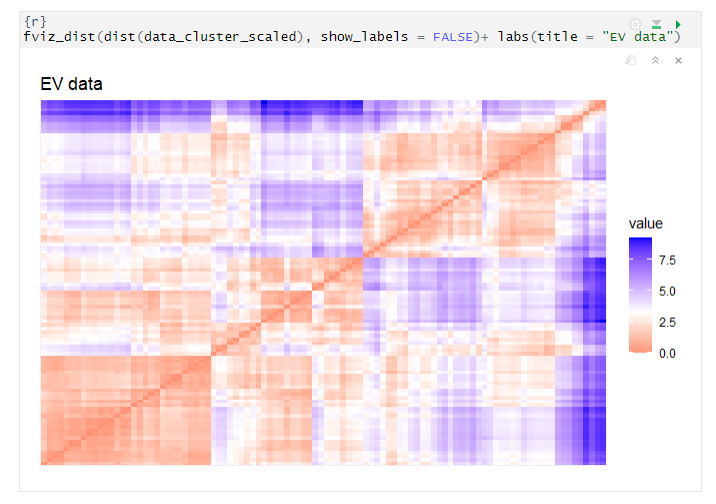 {r}
fviz_dist(dist(data_cluster_scaled), show_labels = FALSE)+ labs(title = "EV data")
EV data
value
7.5
5.0
2.5
0.0